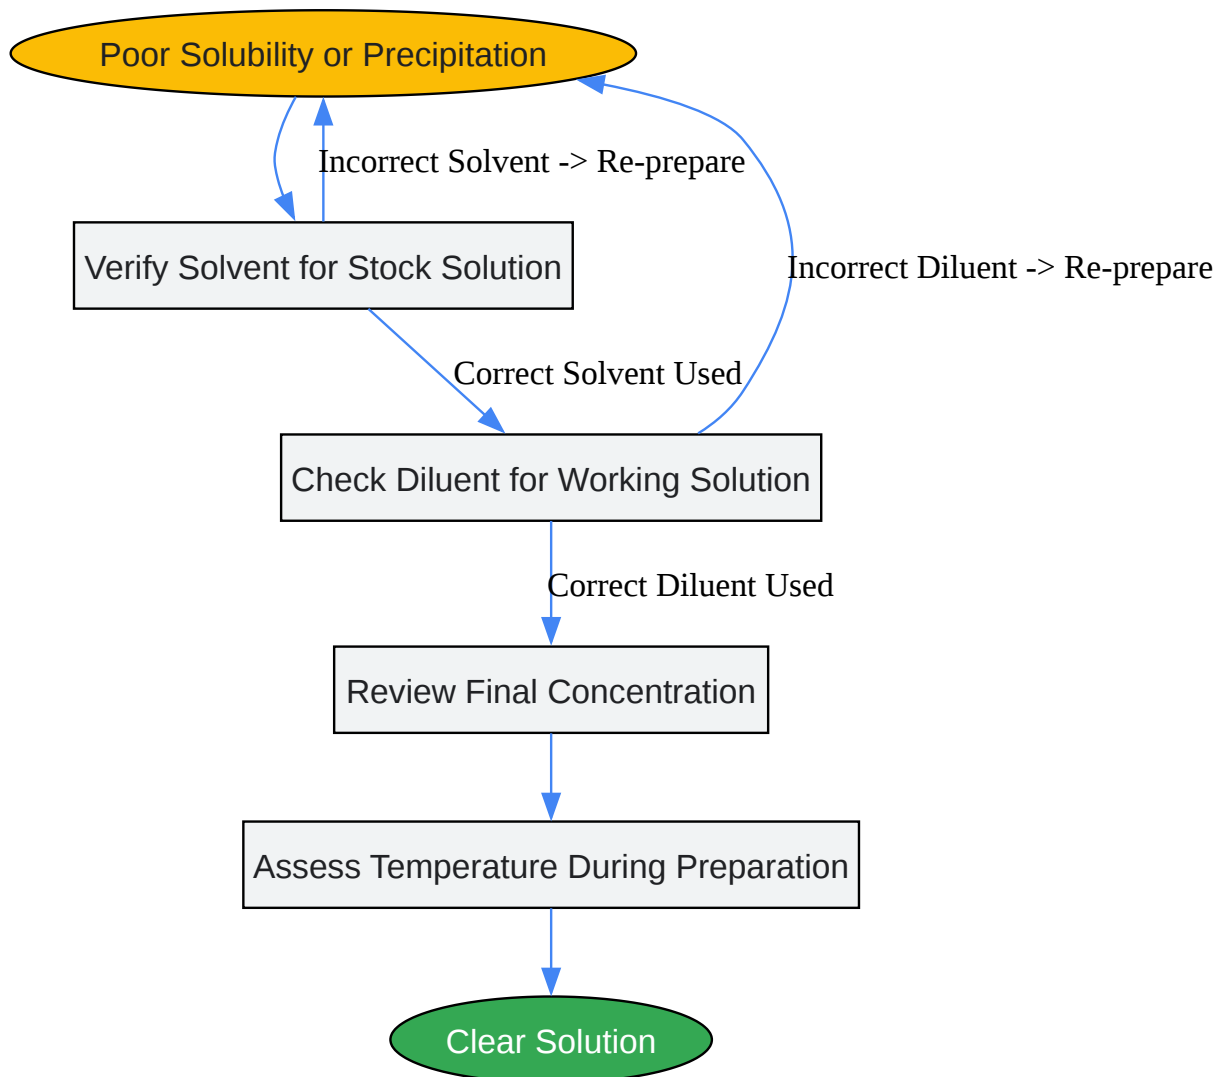 Poor Solubility or Precipitation
Incorrect Solvent -> Re-prepare
Verify Solvent for Stock Solution
Incorrect Diluent -> Re-prepare
Correct Solvent Used
Check Diluent for Working Solution
Correct Diluent Used
Review Final Concentration
Assess Temperature During Preparation
Clear Solution